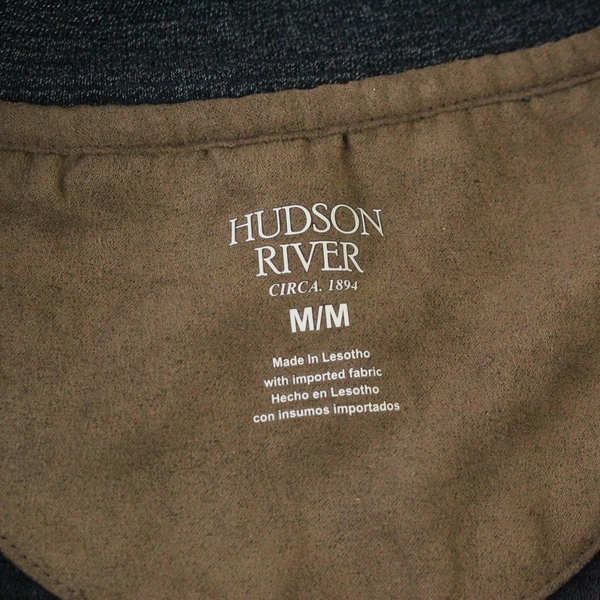 HUDSON
RIVER
CIRCA. 1894
M/M
Made In Lesotho
with imported fabric
Hecho en Lesotho
con insumos importados